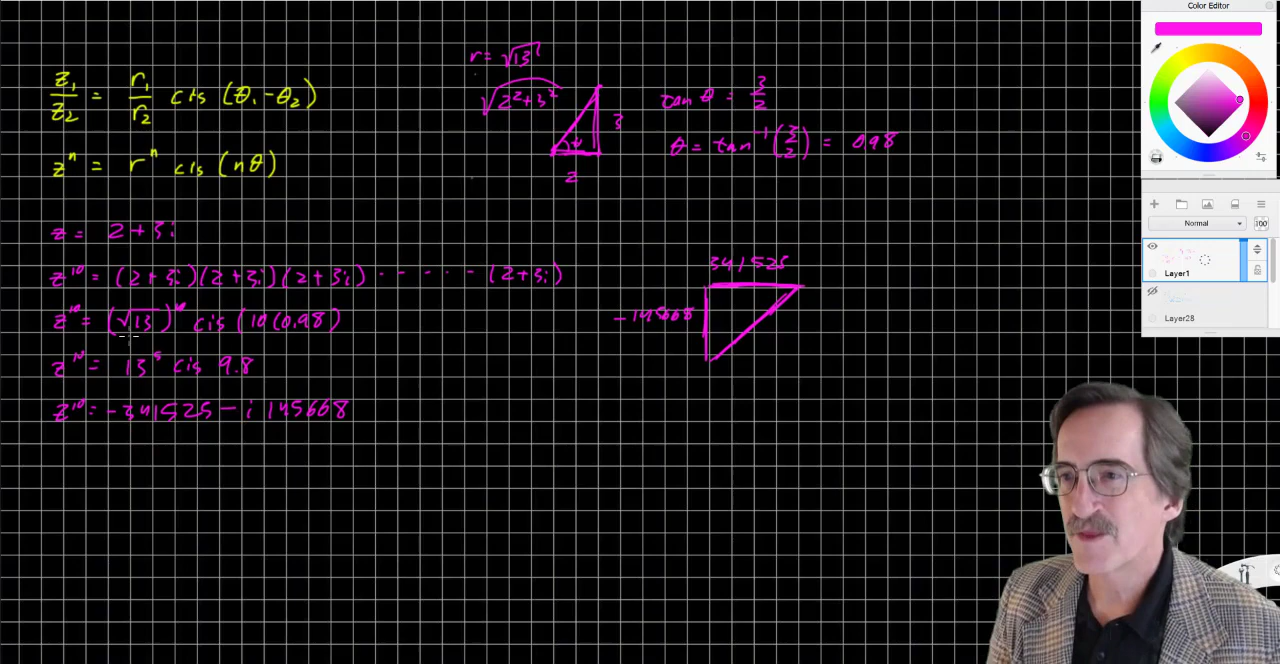 z₁/z₂ = r₁/r₂ cis (θ₁-θ₂)
zⁿ = rⁿ cis (nθ)
z = 2+3i
z¹⁰ = (2+3i)(2+3i)(2+3i)······(2+3i)
z¹⁰ = (√13)¹⁰ cis (10(0.98)
z¹⁰ = 13⁵ cis 9.8
z¹⁰ = -341525 - i 145668
r = √13
√2²+3²
3
2
tan θ = 3/2
θ = tan⁻¹(3/2) = 0.98
341525
-145668
Color Editor
Normal
100
Layer1
Layer28